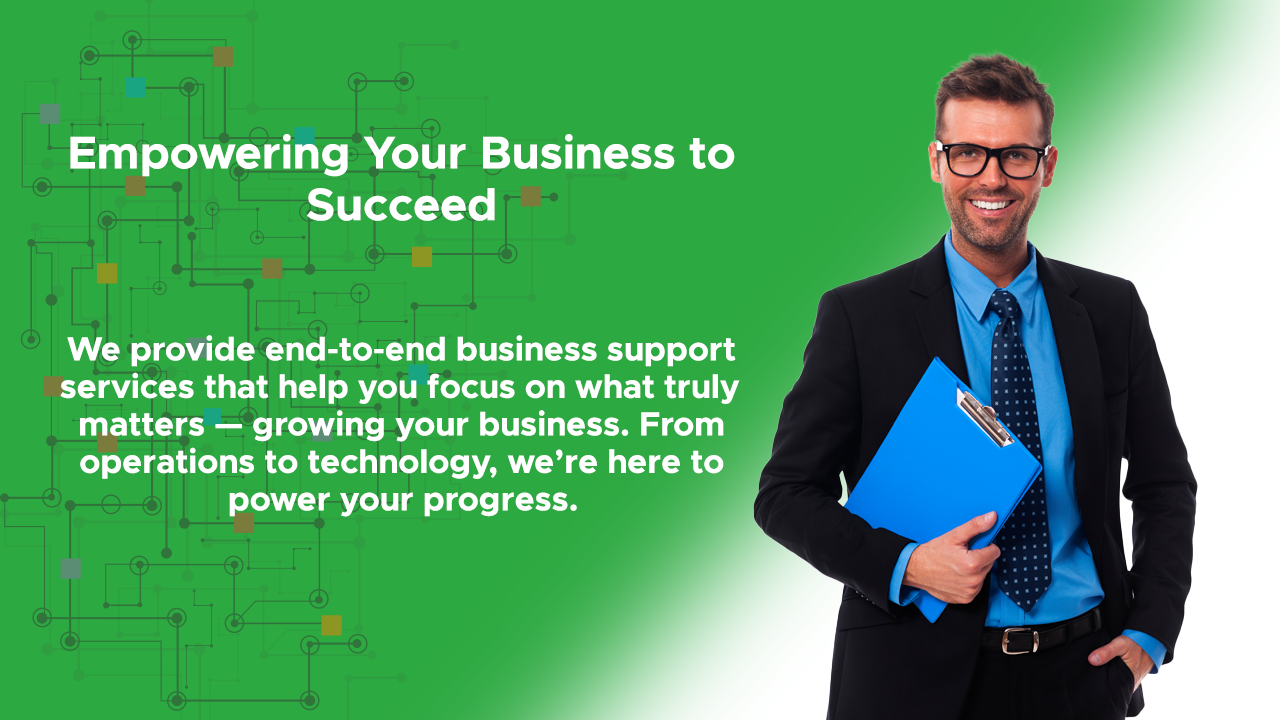 Empowering Your Business to
Succeed
We provide end-to-end business support
services that help you focus on what truly
matters — growing your business. From
operations to technology, we’re here to
power your progress.